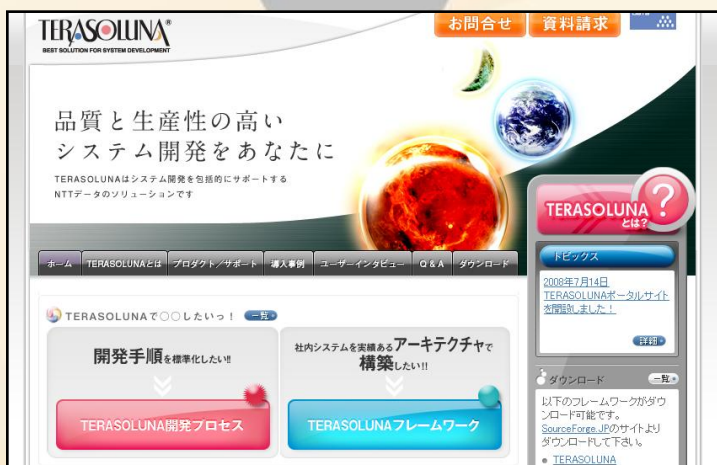 TERASOLUNA®
BEST SOLUTION FOR SYSTEM DEVELOPMENT
お問合せ
資料請求
品質と生産性の高い
システム開発をあなたに
TERASOLUNAはシステム開発を包括的にサポートする
NTTデータのソリューションです
TERASOLUNA
とは?
?
ホーム
TERASOLUNAとは
プロダクト/サポート
導入事例
ユーザーインタビュー
Q&A
ダウンロード
トピックス
2008年7月14日
TERASOLUNAポータルサイト
を開設しました!
詳細
TERASOLUNAで○○したいっ!
一覧
開発手順を標準化したい!!
TERASOLUNA開発プロセス
社内システムを実績あるアーキテクチャで
構築したい!!
TERASOLUNAフレームワーク
ダウンロード
一覧
以下のフレームワークがダウ
ンロード可能です。
SourceForge.JPのサイトより
ダウンロードして下さい。
TERASOLUNA